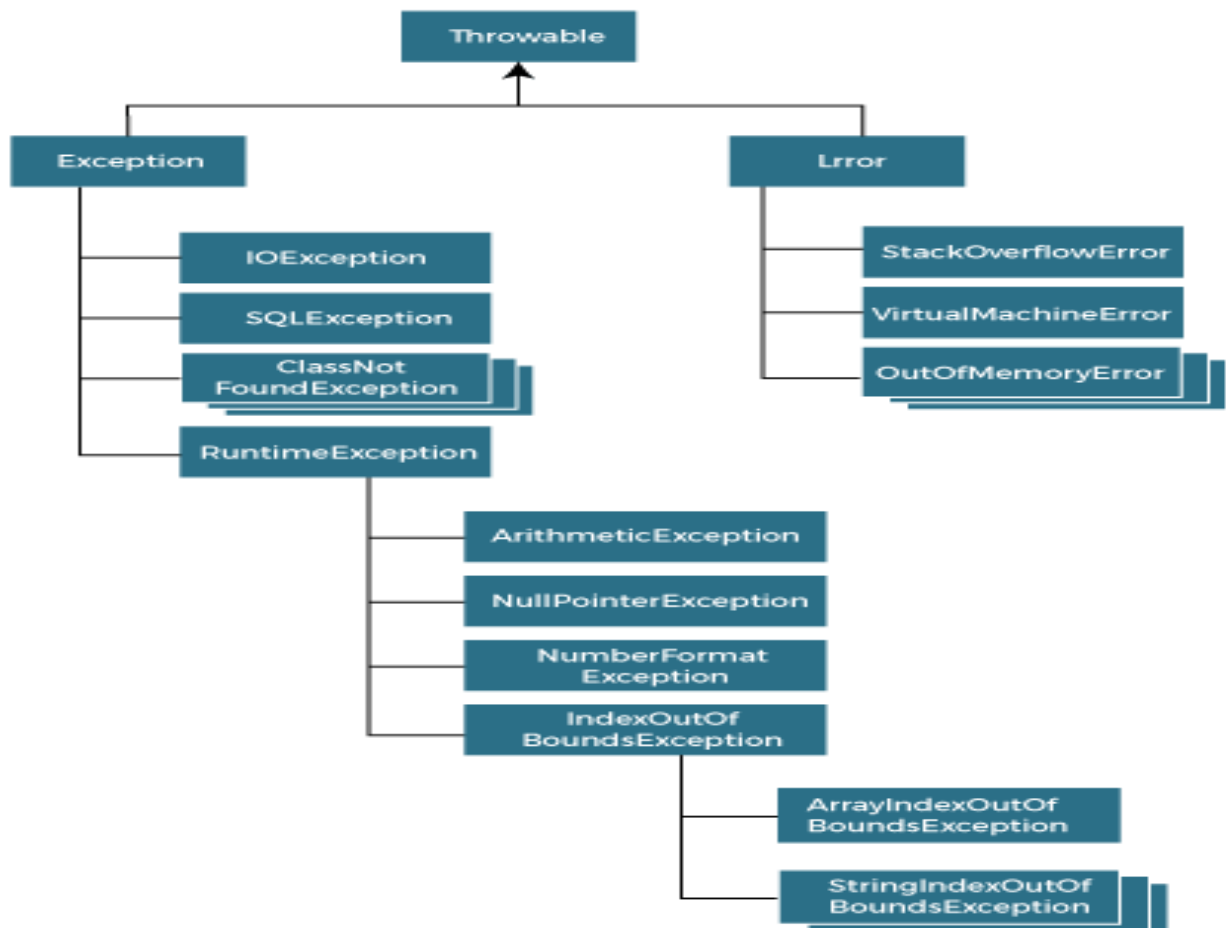 Throwable
Exception
Lrror
IOException
StackOverflowError
SQLException
VirtualMachineError
ClassNot
FoundException
OutOfMemoryError
RuntimeException
ArithmeticException
NullPointerException
NumberFormat
Exception
IndexOutOf
BoundsException
ArrayIndexOutOf
BoundsException
StringIndexOutOf
BoundsException